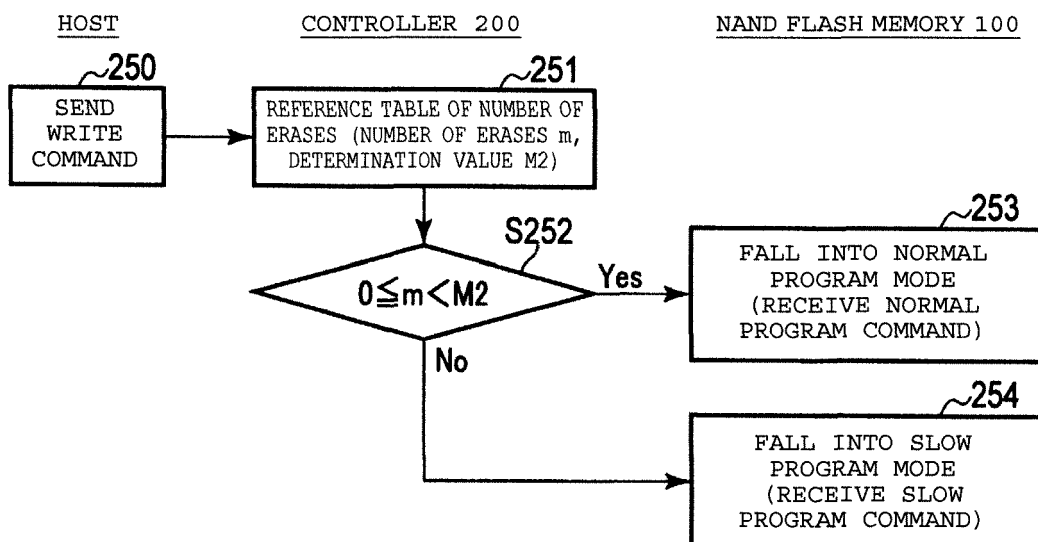 HOST
CONTROLLER 200
NAND FLASH MEMORY 100
250
SEND
WRITE
COMMAND
251
REFERENCE TABLE OF NUMBER OF
ERASES (NUMBER OF ERASES m,
DETERMINATION VALUE M2)
S252
0≦m<M2
Yes
No
253
FALL INTO NORMAL
PROGRAM MODE
(RECEIVE NORMAL
PROGRAM COMMAND)
254
FALL INTO SLOW
PROGRAM MODE
(RECEIVE SLOW
PROGRAM COMMAND)